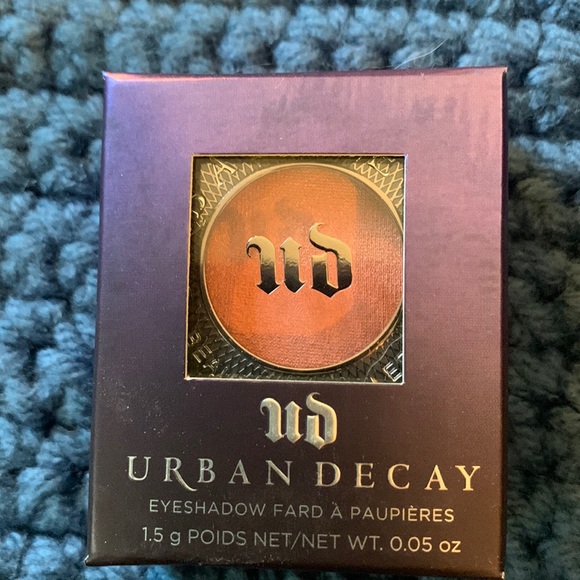 ud
ud
URBAN DECAY
EYESHADOW FARD À PAUPIÈRES
1.5 g POIDS NET/NET WT. 0.05 oz